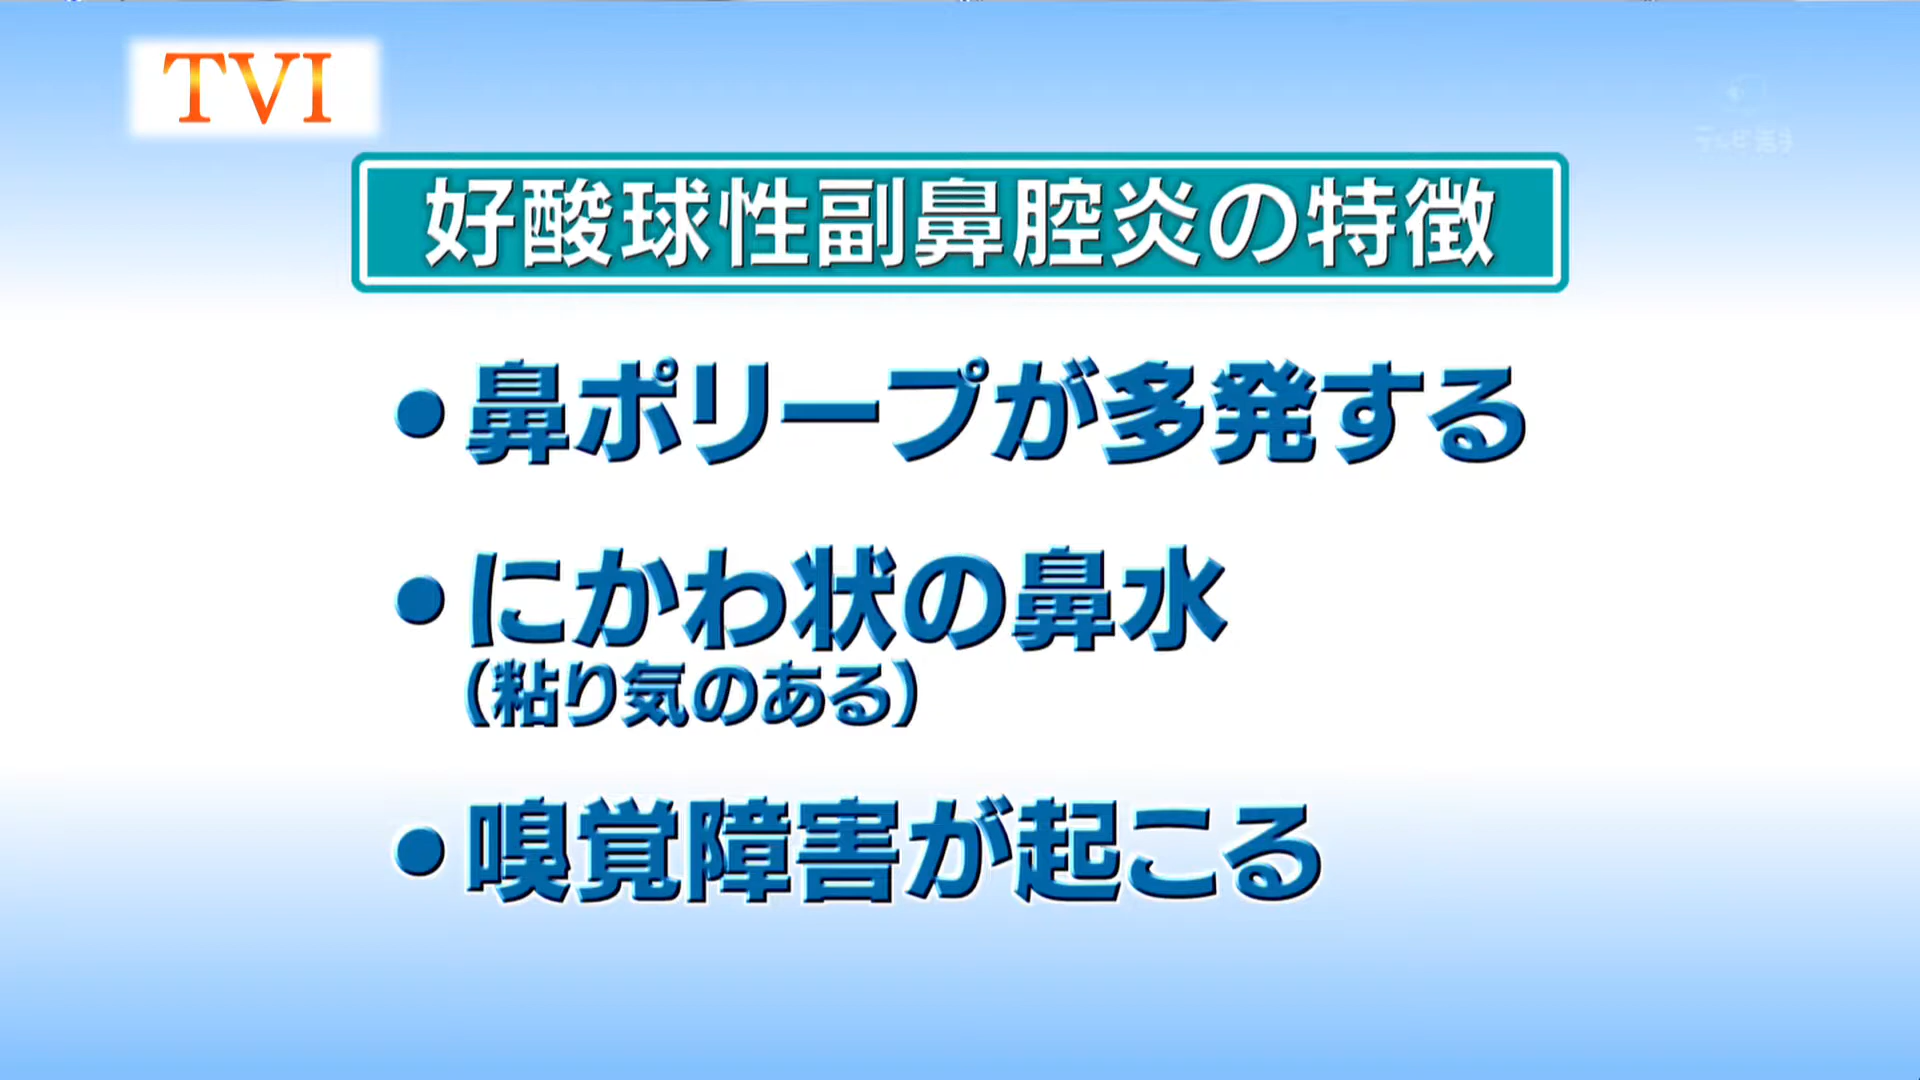 TVI
好酸球性副鼻腔炎の特徴
•鼻ポリープが多発する
•にかわ状の鼻水
(粘り気のある)
•嗅覚障害が起こる